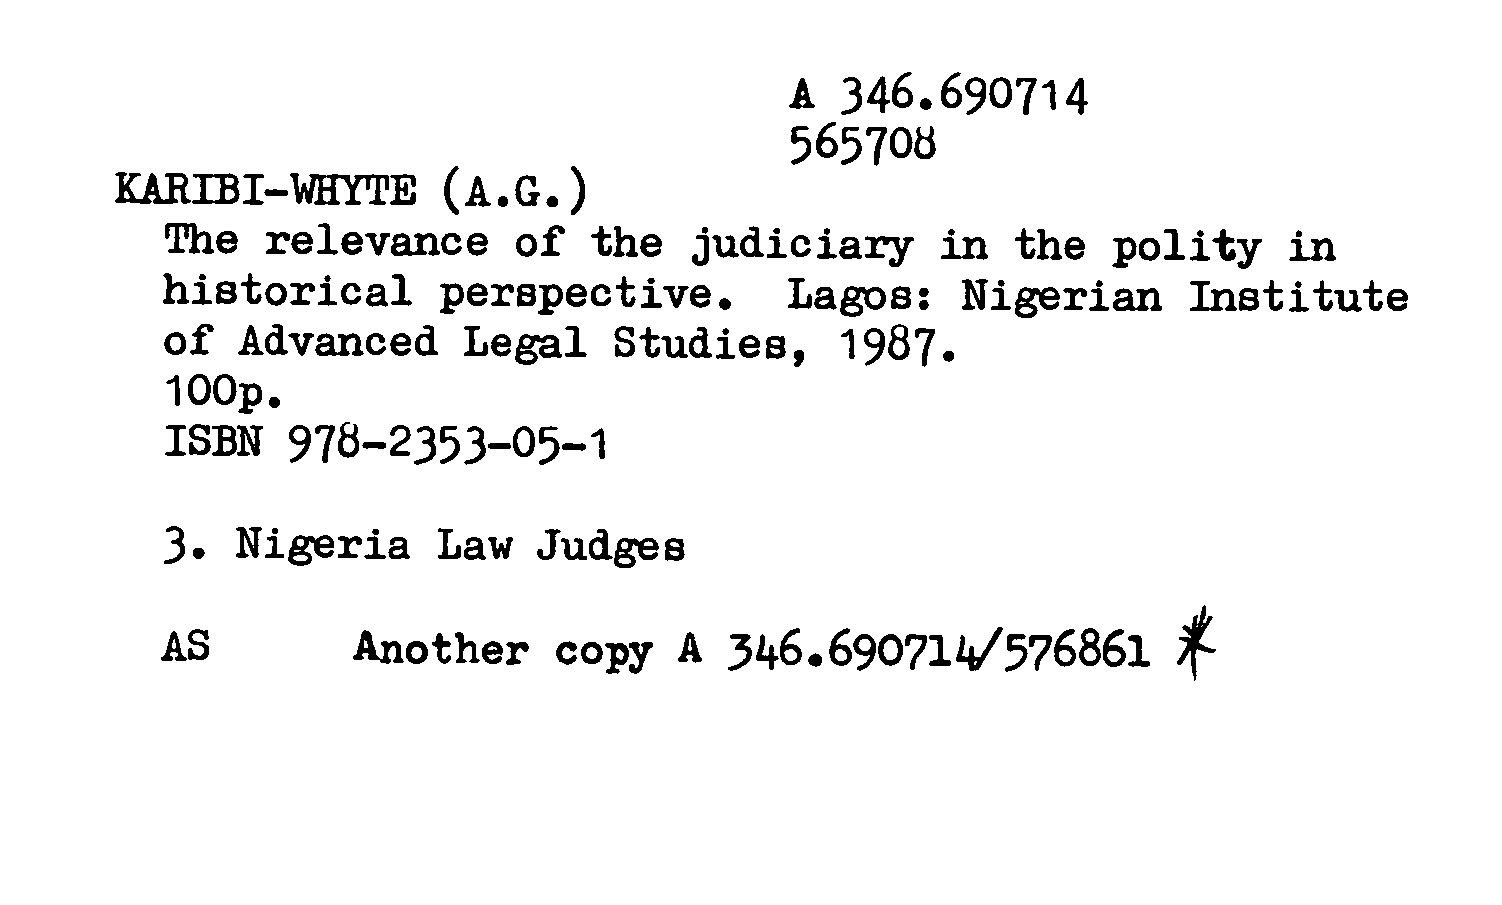 A 346.690714
565708
KARIBI-WHYTE (A.G.)
The relevance of the judiciary in the polity in
historical perspective. Lagos: Nigerian Institute
of Advanced Legal Studies, 1987.
100p.
ISBN 978-2353-05-1
3. Nigeria Law Judges
AS Another copy A 346.690714/576861 *